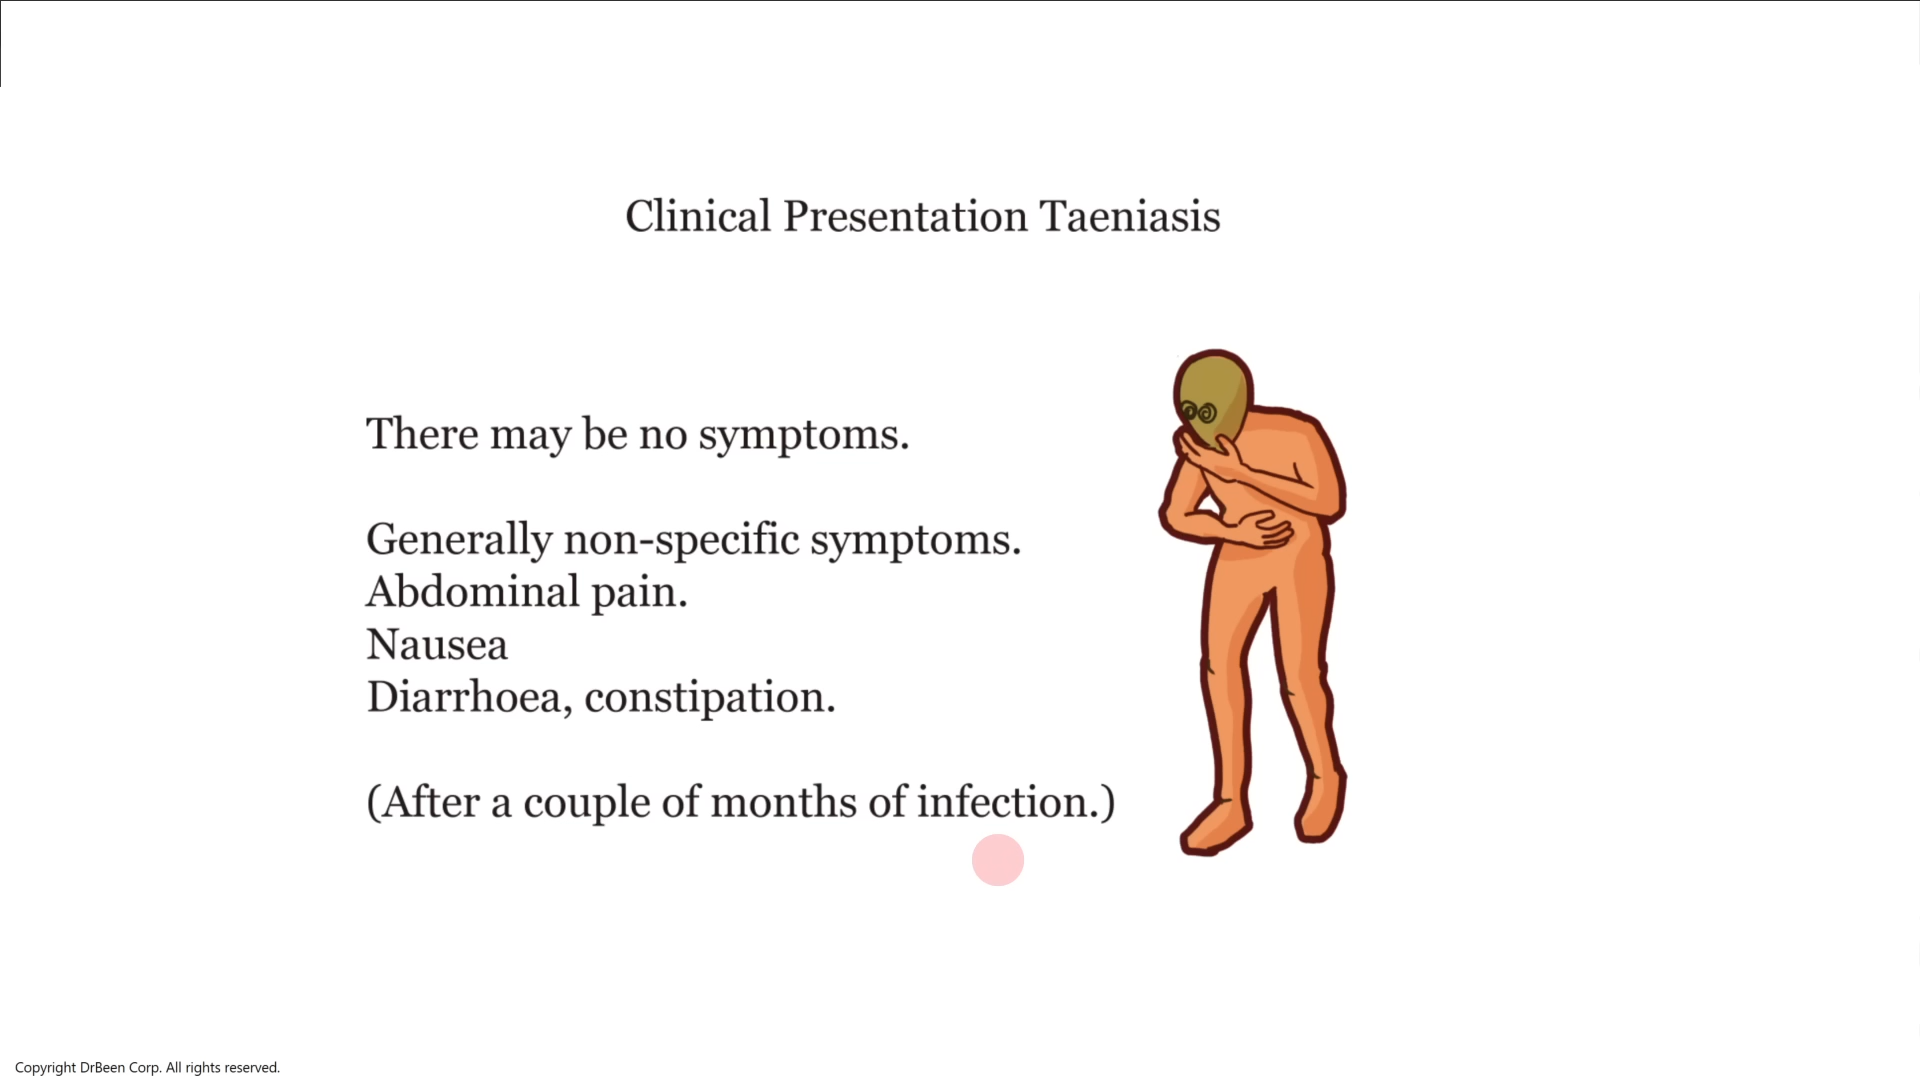 Clinical Presentation Taeniasis
There may be no symptoms.
Generally non-specific symptoms.
Abdominal pain.
Nausea
Diarrhoea, constipation.
(After a couple of months of infection.)
Copyright DrBeen Corp. All rights reserved.